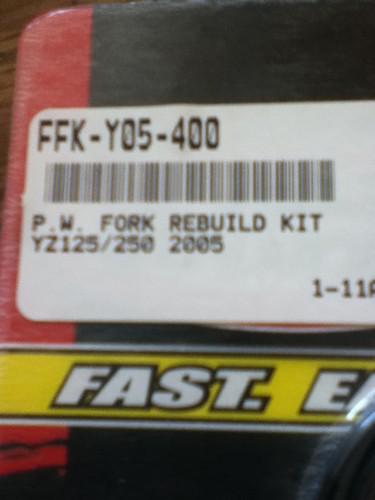 FFK-Y05-400
P.W. FORK REBUILD KIT
YZ125/250 2005
1-11A
FAST. E